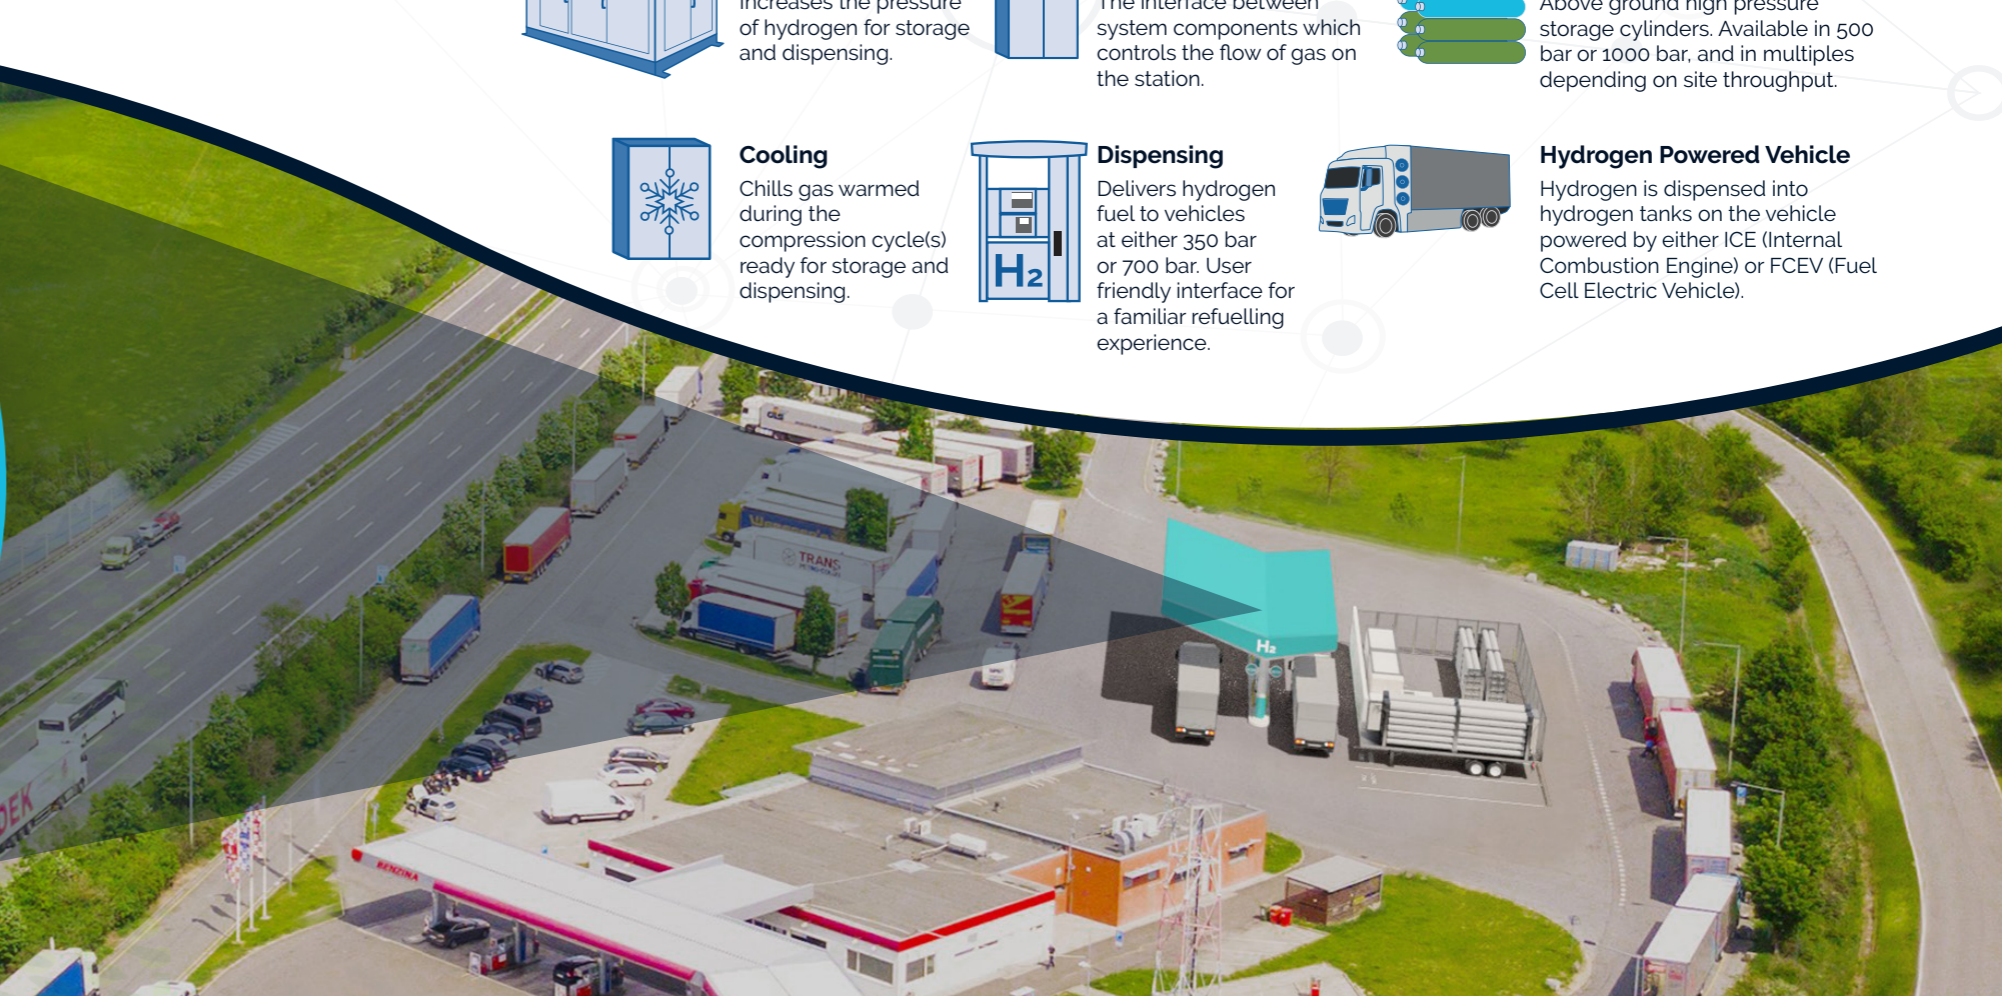 Increases the pressure
of hydrogen for storage
and dispensing.
The interface between
system components which
controls the flow of gas on
the station.
Above ground high pressure
storage cylinders. Available in 500
bar or 1000 bar, and in multiples
depending on site throughput.
Cooling
Chills gas warmed
during the
compression cycle(s)
ready for storage and
dispensing.
H2
Dispensing
Delivers hydrogen
fuel to vehicles
at either 350 bar
or 700 bar. User
friendly interface for
a familiar refuelling
experience.
Hydrogen Powered Vehicle
Hydrogen is dispensed into
hydrogen tanks on the vehicle
powered by either ICE (Internal
Combustion Engine) or FCEV (Fuel
Cell Electric Vehicle).
GLS
TRANS
H2
DEK
BENZINA